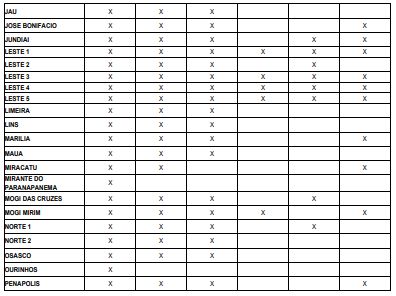 JAU X X X
JOSE BONIFACIO X X X X
JUNDIAI X X X X X
LESTE 1 X X X X X X
LESTE 2 X X X X
LESTE 3 X X X X X X
LESTE 4 X X X X X X
LESTE 5 X X X X X X
LIMEIRA X X X
LINS X X X
MARILIA X X X X
MAUA X X X
MIRACATU X X X
MIRANTE DO
PARANAPANEMA X
MOGI DAS CRUZES X X X X
MOGI MIRIM X X X X X
NORTE 1 X X X X
NORTE 2 X X X
OSASCO X X X
OURINHOS X
PENAPOLIS X X X X